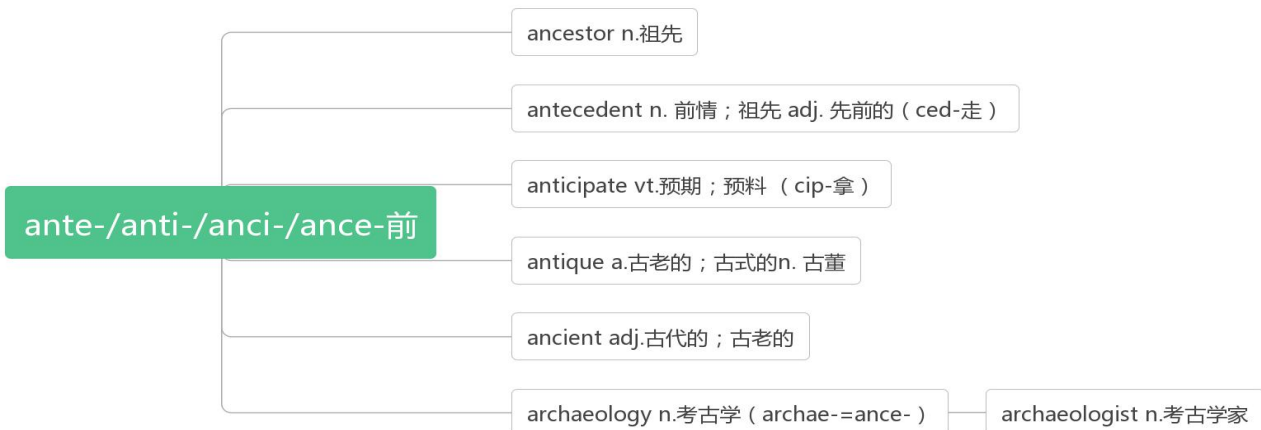 ancestor n.祖先
antecedent n. 前情；祖先 adj. 先前的（ced-走）
anticipate vt.预期；预料 （cip-拿）
ante-/anti-/anci-/ance-前
antique a.古老的；古式的n. 古董
ancient adj.古代的；古老的
archaeology n.考古学（archae-=ance-） archaeologist n.考古学家